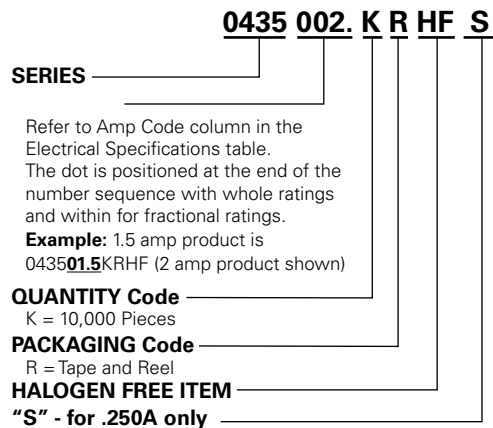 0435 002. K R HF S
SERIES
Refer to Amp Code column in the
Electrical Specifications table.
The dot is positioned at the end of the
number sequence with whole ratings
and within for fractional ratings.
Example: 1.5 amp product is
043501.5KRHF (2 amp product shown)
QUANTITY Code
K = 10,000 Pieces
PACKAGING Code
R = Tape and Reel
HALOGEN FREE ITEM
“S” - for .250A only